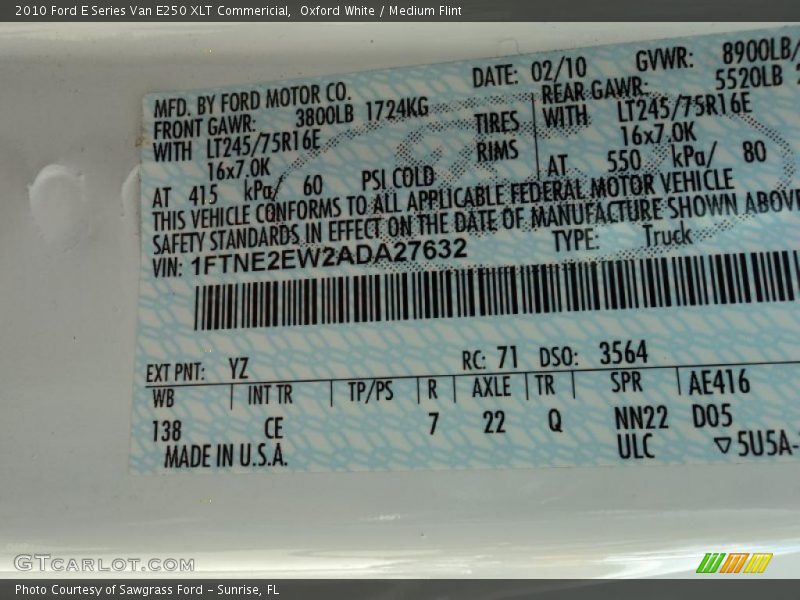 2010 Ford E Series Van E250 XLT Commericial,  Oxford White / Medium Flint
MFD. BY FORD MOTOR CO. DATE: 02/10 GVWR: 8900LB/
FRONT GAWR: 3800LB 1724KG REAR GAWR: 5520LB
WITH LT245/75R16E TIRES WITH LT245/75R16E
16x7.0K RIMS 16x7.0K
AT 415 kPa/ 60 PSI COLD AT 550 kPa/ 80
THIS VEHICLE CONFORMS TO ALL APPLICABLE FEDERAL MOTOR VEHICLE
SAFETY STANDARDS IN EFFECT ON THE DATE OF MANUFACTURE SHOWN ABOVE
VIN: 1FTNE2EW2ADA27632 TYPE: Truck
EXT PNT: YZ RC: 71 DSO: 3564
WB INT TR TP/PS R AXLE TR SPR AE416
138 CE 7 22 Q NN22 D05
MADE IN U.S.A. ULC ▽5U5A-
GTCARLOT.COM
Photo Courtesy of Sawgrass Ford – Sunrise, FL